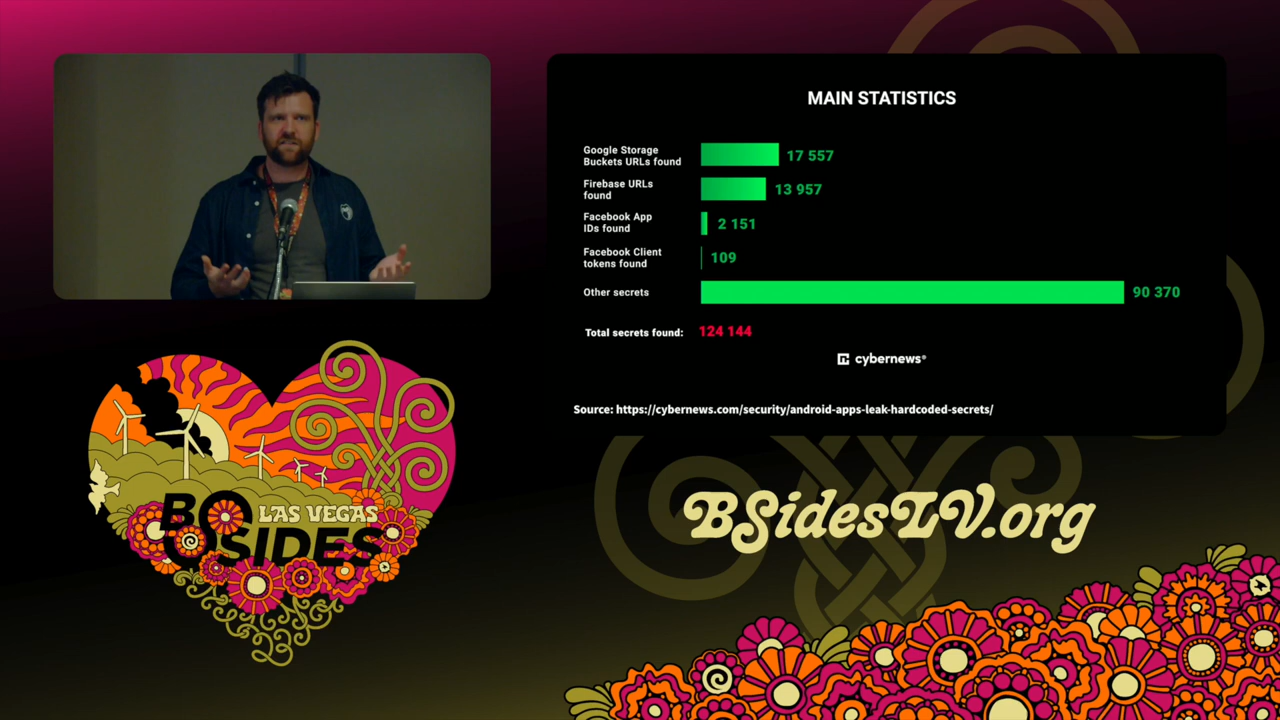 MAIN STATISTICS
Google Storage
Buckets URLs found
17 557
Firebase URLs
found
13 957
Facebook App
IDs found
2 151
Facebook Client
tokens found
109
Other secrets
90 370
Total secrets found: 124 144
cybernews®
Source: https://cybernews.com/security/android-apps-leak-hardcoded-secrets/
LAS VEGAS
BSIDES
BSidesLV.org